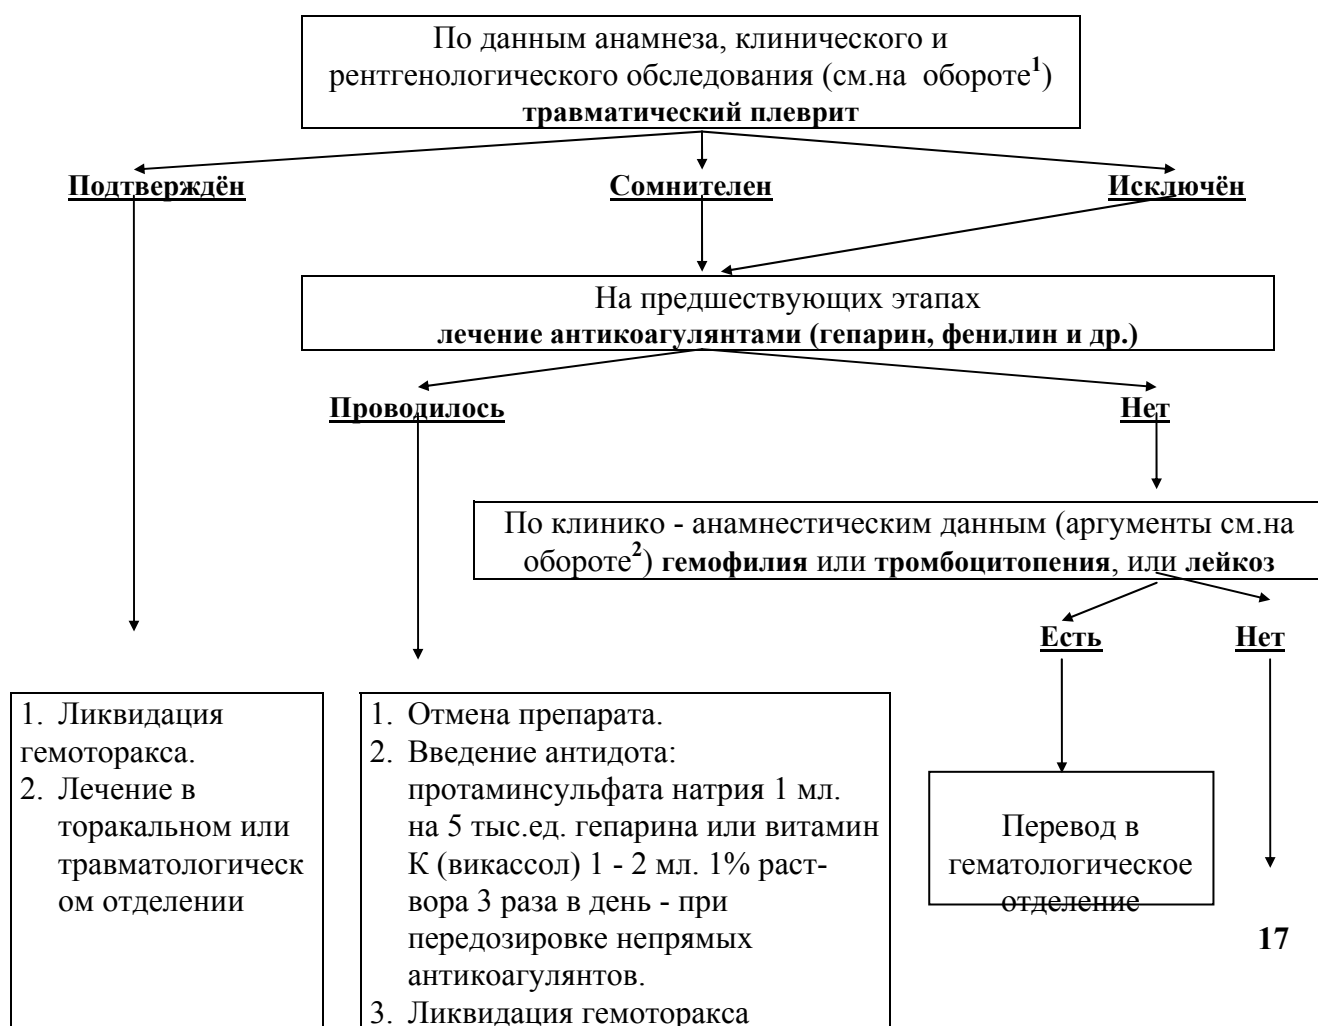 По данным анамнеза, клинического и
рентгенологического обследования (см.на обороте¹)
травматический плеврит
Подтверждён
Сомнителен
Исключён
На предшествующих этапах
лечение антикоагулянтами (гепарин, фенилин и др.)
Проводилось
Нет
По клинико - анамнестическим данным (аргументы см.на
обороте²) гемофилия или тромбоцитопения, или лейкоз
Есть
Нет
1. Ликвидация
гемоторакса.
2. Лечение в
торакальном или
травматологическ
ом отделении
1. Отмена препарата.
2. Введение антидота:
протаминсульфата натрия 1 мл.
на 5 тыс.ед. гепарина или витамин
К (викассол) 1 - 2 мл. 1% раст-
вора 3 раза в день - при
передозировке непрямых
антикоагулянтов.
3. Ликвидация гемоторакса
Перевод в
гематологическое
отделение
17